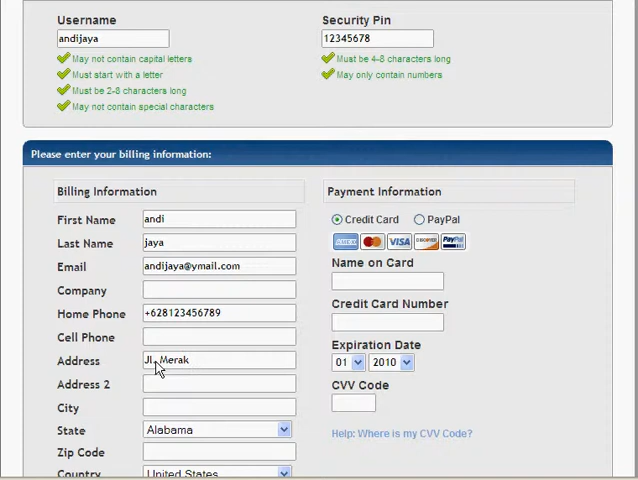 Username
Security Pin
andijaya
12345678
May not contain capital letters
Must be 4-8 characters long
Must start with a letter
May only contain numbers
Must be 2-8 characters long
May not contain special characters
Please enter your billing information:
Billing Information
Payment Information
First Name
andi
Credit Card
PayPal
Last Name
jaya
VISA
PayPal
Email
andijaya@ymail.com
Name on Card
Company
Home Phone
+628123456789
Credit Card Number
Cell Phone
Expiration Date
Address
Jl. Merak
01
2010
Address 2
CVV Code
City
State
Alabama
Help: Where is my CVV Code?
Zip Code
Country
United States